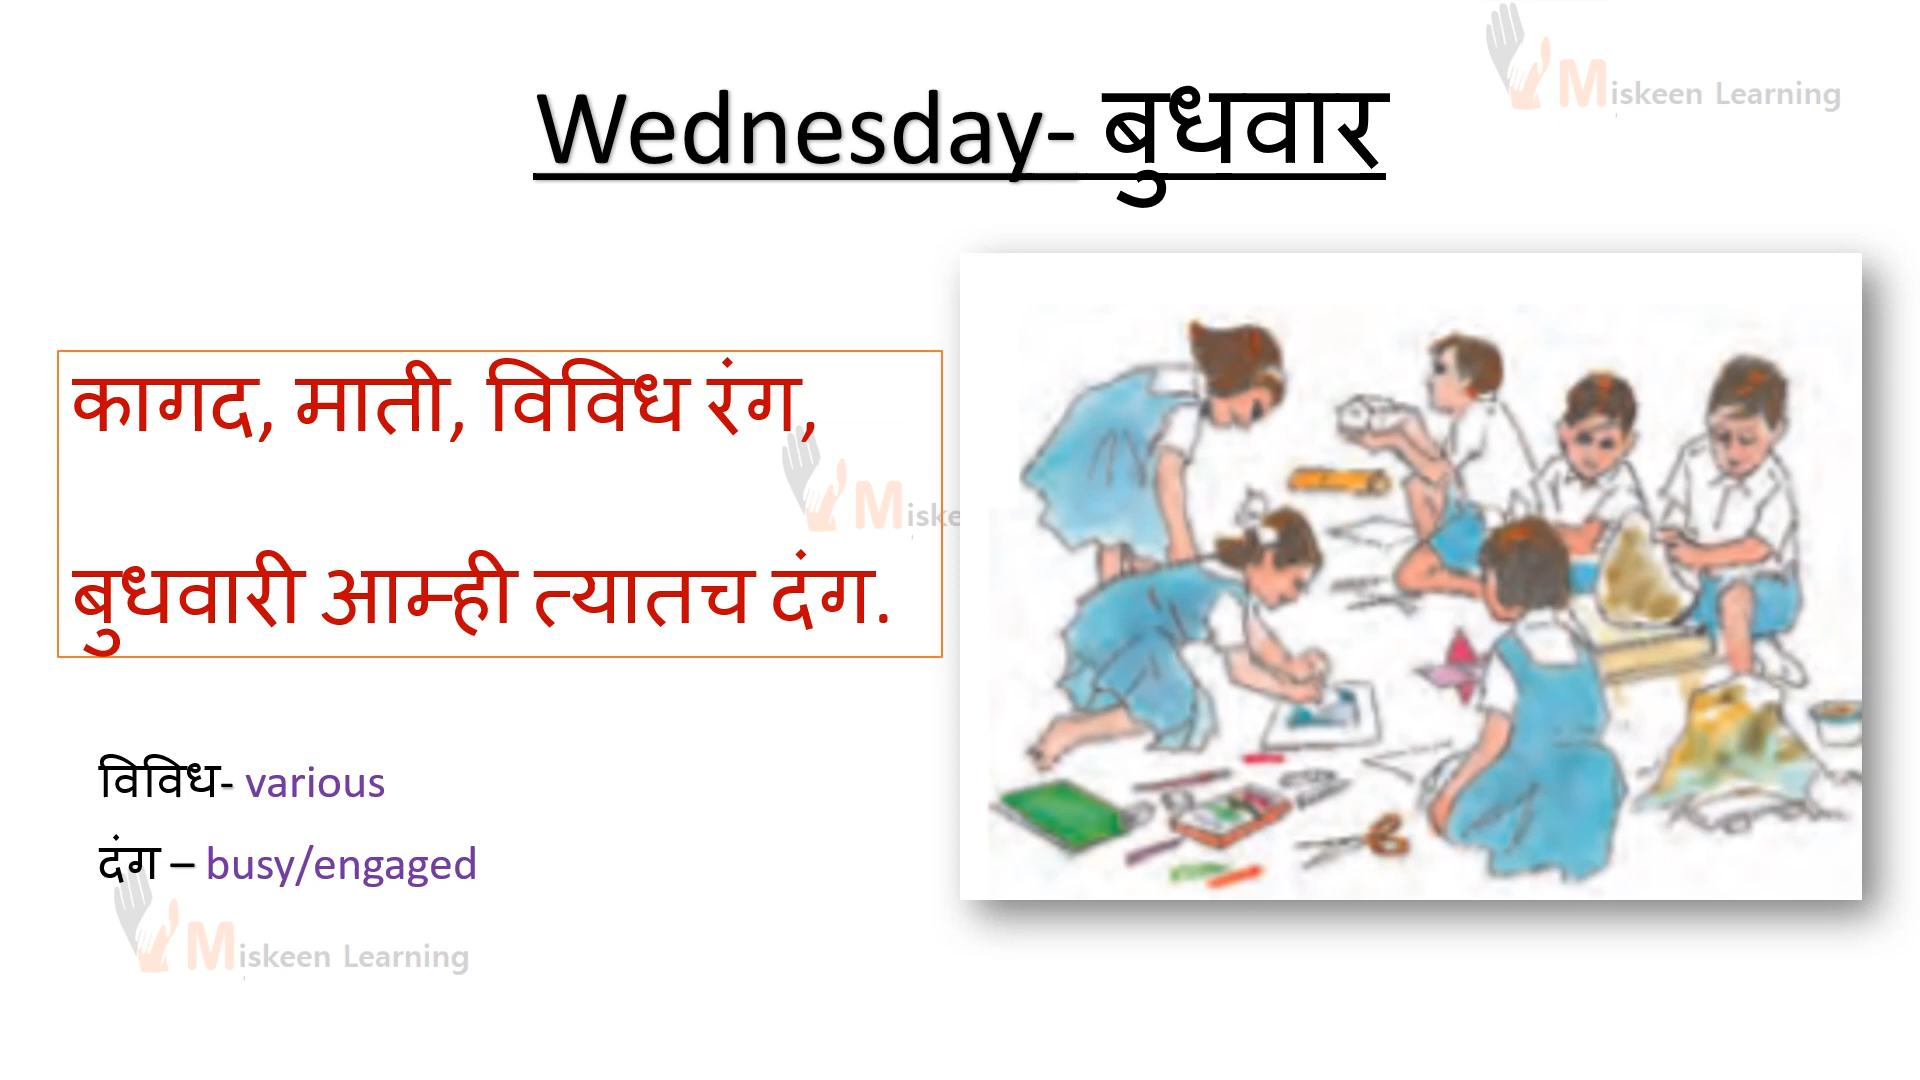 Miskeen Learning
Wednesday- बुधवार
कागद, माती, विविध रंग,
Miske
बुधवारी आम्ही त्यातच दंग.
विविध- various
दंग – busy/engaged
Miskeen Learning